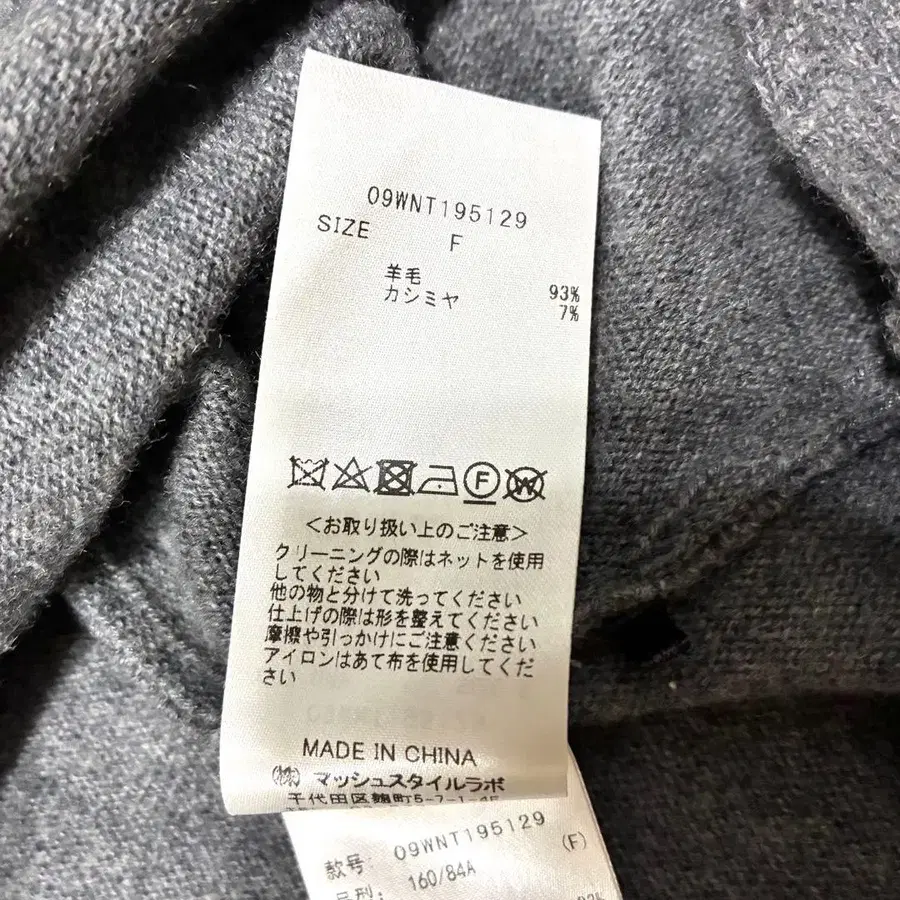 09WNT195129
SIZE F
羊毛 93%
カシミヤ 7%
F W
<お取り扱い上のご注意>
クリーニングの際はネットを使用
してください
他の物と分けて洗ってください
仕上げの際は形を整えてください
摩擦や引っかけにご注意ください
アイロンはあて布を使用してくだ
さい
MADE IN CHINA
㈱マッシュスタイルラボ
千代田区麹町5-7-1
款号: 09WNT195129 (F)
160/84A